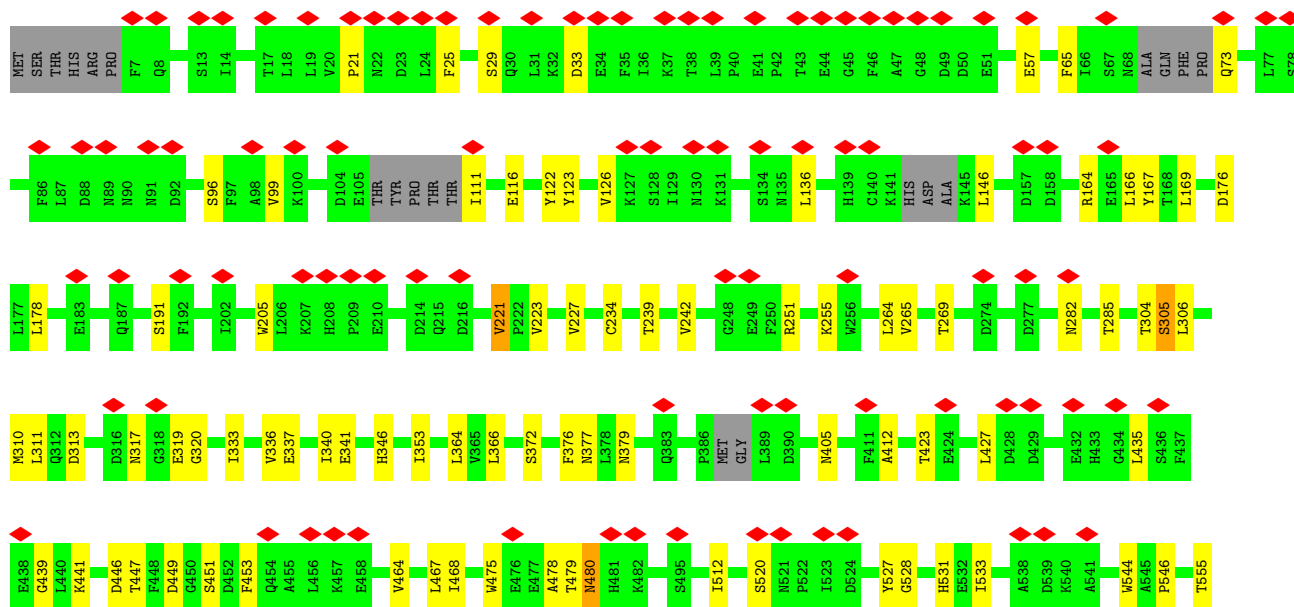 MET SER THR HIS ARG PRO F7 Q8 S13 I14 T17 L18 L19 V20 P21 N22 D23 L24 F25 S29 Q30 L31 K32 D33 E34 F35 I36 K37 T38 L39 P40 E41 P42 T43 E44 G45 F46 A47 G48 D49 D50 E51 E57 F65 I66 S67 N68 ALA GLN PHE PRO Q73 L77 S78
F86 L87 D88 N89 N90 N91 D92 S96 F97 A98 V99 K100 D104 E105 THR TYR PRO THR THR I111 E116 Y122 Y123 V126 K127 S128 I129 N130 K131 S134 N135 L136 H139 C140 K141 HIS ASP ALA K145 L146 D157 D158 R164 E165 L166 Y167 T168 L169 D176
L177 L178 E183 Q187 S191 F192 I202 W205 L206 K207 H208 P209 E210 D214 Q215 D216 V221 P222 V223 V227 C234 T239 V242 G248 E249 F250 R251 K255 W256 L264 V265 T269 D274 D277 N282 T285 T304 S305 L306
M310 L311 Q312 D313 D316 N317 G318 E319 G320 I333 V336 E337 I340 E341 H346 I353 L364 V365 L366 S372 F376 N377 L378 N379 Q383 P386 MET GLY L389 D390 N405 F411 A412 T423 E424 L427 D428 D429 E432 H433 G434 L435 S436 F437
E438 G439 L440 K441 D446 T447 F448 D449 G450 S451 D452 F453 Q454 A455 L456 K457 E458 V464 L467 I468 W475 E476 E477 A478 T479 N480 H481 K482 S495 I512 S520 N521 P522 I523 D524 Y527 G528 H531 E532 I533 A538 D539 K540 A541 W544 A545 P546 T555